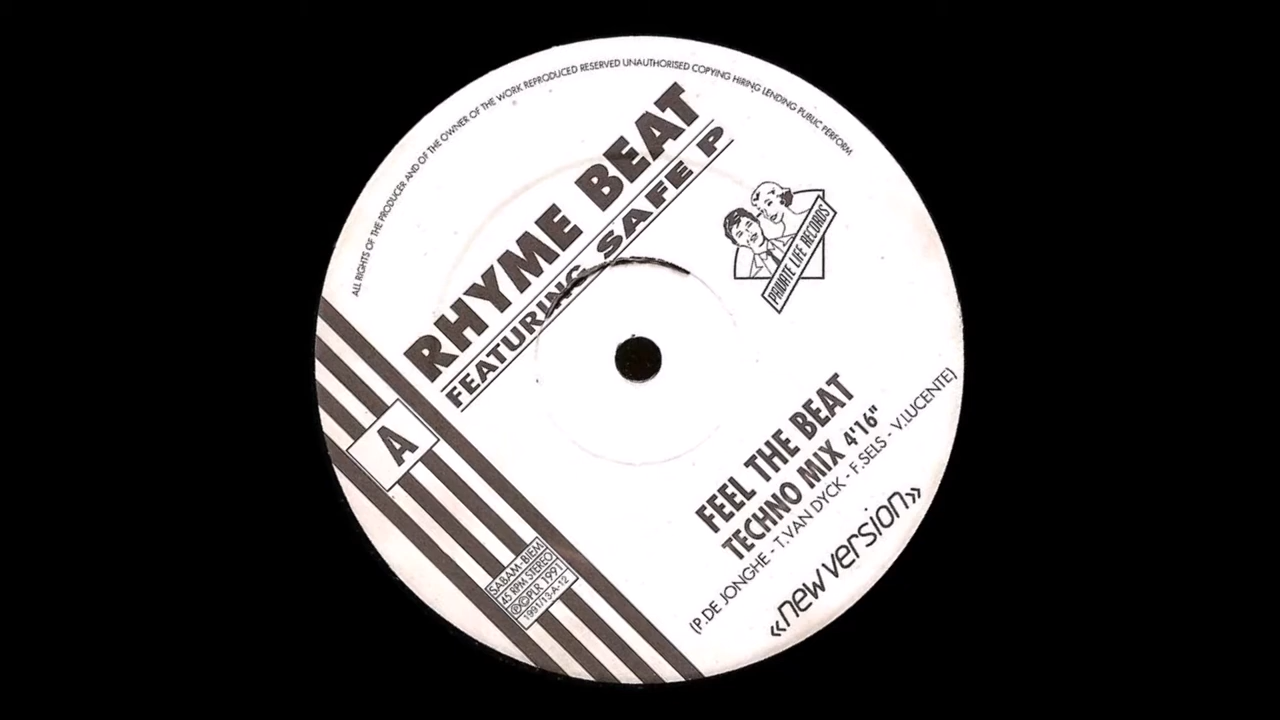 ALL RIGHTS OF THE PRODUCER AND OF THE OWNER OF THE WORK REPRODUCED RESERVED UNAUTHORISED COPYING HIRING LENDING PUBLIC PERFORM
RHYME BEAT
FEATURING SAFE P
PRIVATE LIFE RECORDS
A
FEEL THE BEAT
TECHNO MIX 4'16"
(P.DE JONGHE - T.VAN DYCK - F.SELS - V.LUCENTE)
«new version»
SABAM-BIEM
45 RPM STEREO
℗©PLR 1991
1991/13-A-12